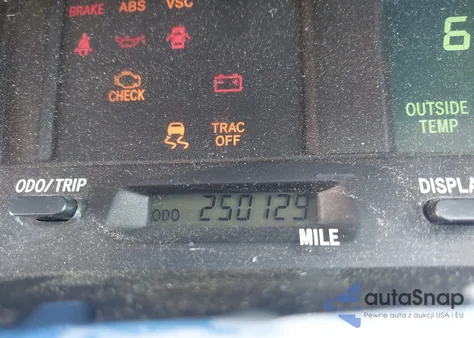 BRAKE ABS VSC
CHECK
TRAC
OFF
6
OUTSIDE
TEMP
ODO/TRIP
ODO 250129
MILE
DISPLA
autoSnap
Pewne auta z aukcji USA i EU